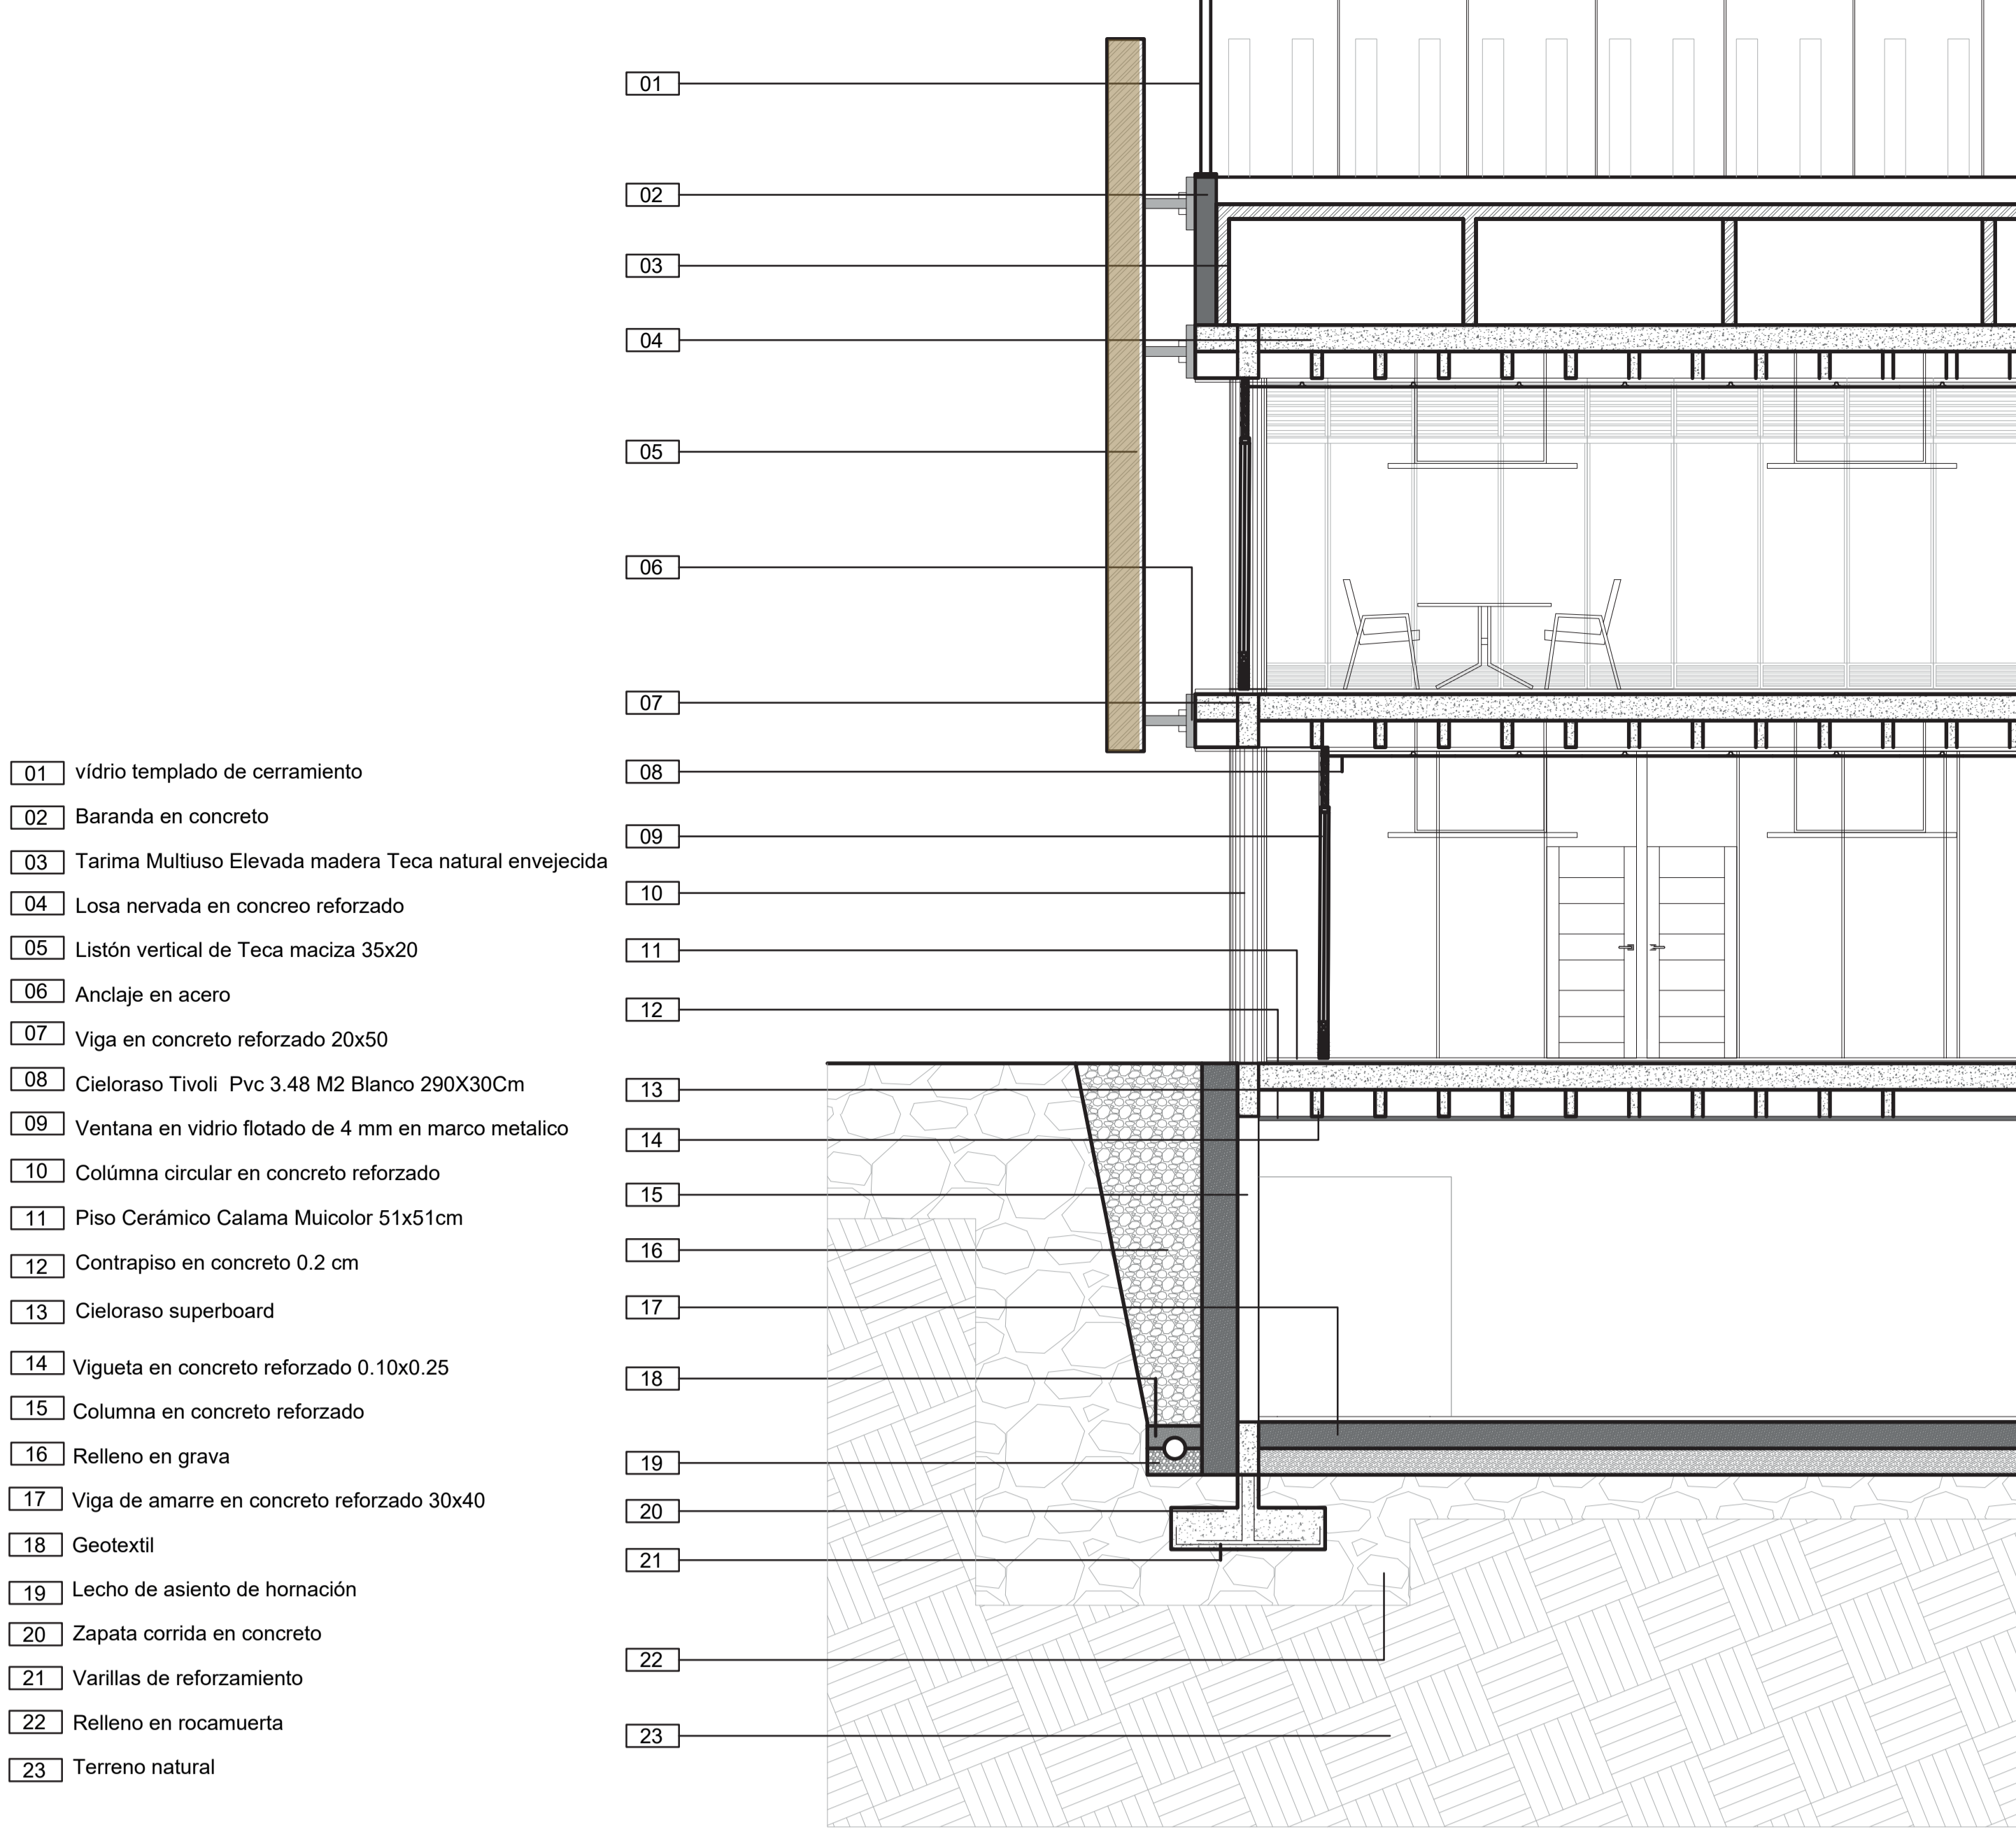 01
02
03
04
05
06
07
08
09
10
11
12
13
14
15
16
17
18
19
20
21
22
23
01 vídrio templado de cerramiento
02 Baranda en concreto
03 Tarima Multiuso Elevada madera Teca natural envejecida
04 Losa nervada en concreo reforzado
05 Listón vertical de Teca maciza 35x20
06 Anclaje en acero
07 Viga en concreto reforzado 20x50
08 Cieloraso Tivoli Pvc 3.48 M2 Blanco 290X30Cm
09 Ventana en vidrio flotado de 4 mm en marco metalico
10 Colúmna circular en concreto reforzado
11 Piso Cerámico Calama Muicolor 51x51cm
12 Contrapiso en concreto 0.2 cm
13 Cieloraso superboard
14 Vigueta en concreto reforzado 0.10x0.25
15 Columna en concreto reforzado
16 Relleno en grava
17 Viga de amarre en concreto reforzado 30x40
18 Geotextil
19 Lecho de asiento de hornación
20 Zapata corrida en concreto
21 Varillas de reforzamiento
22 Relleno en rocamuerta
23 Terreno natural